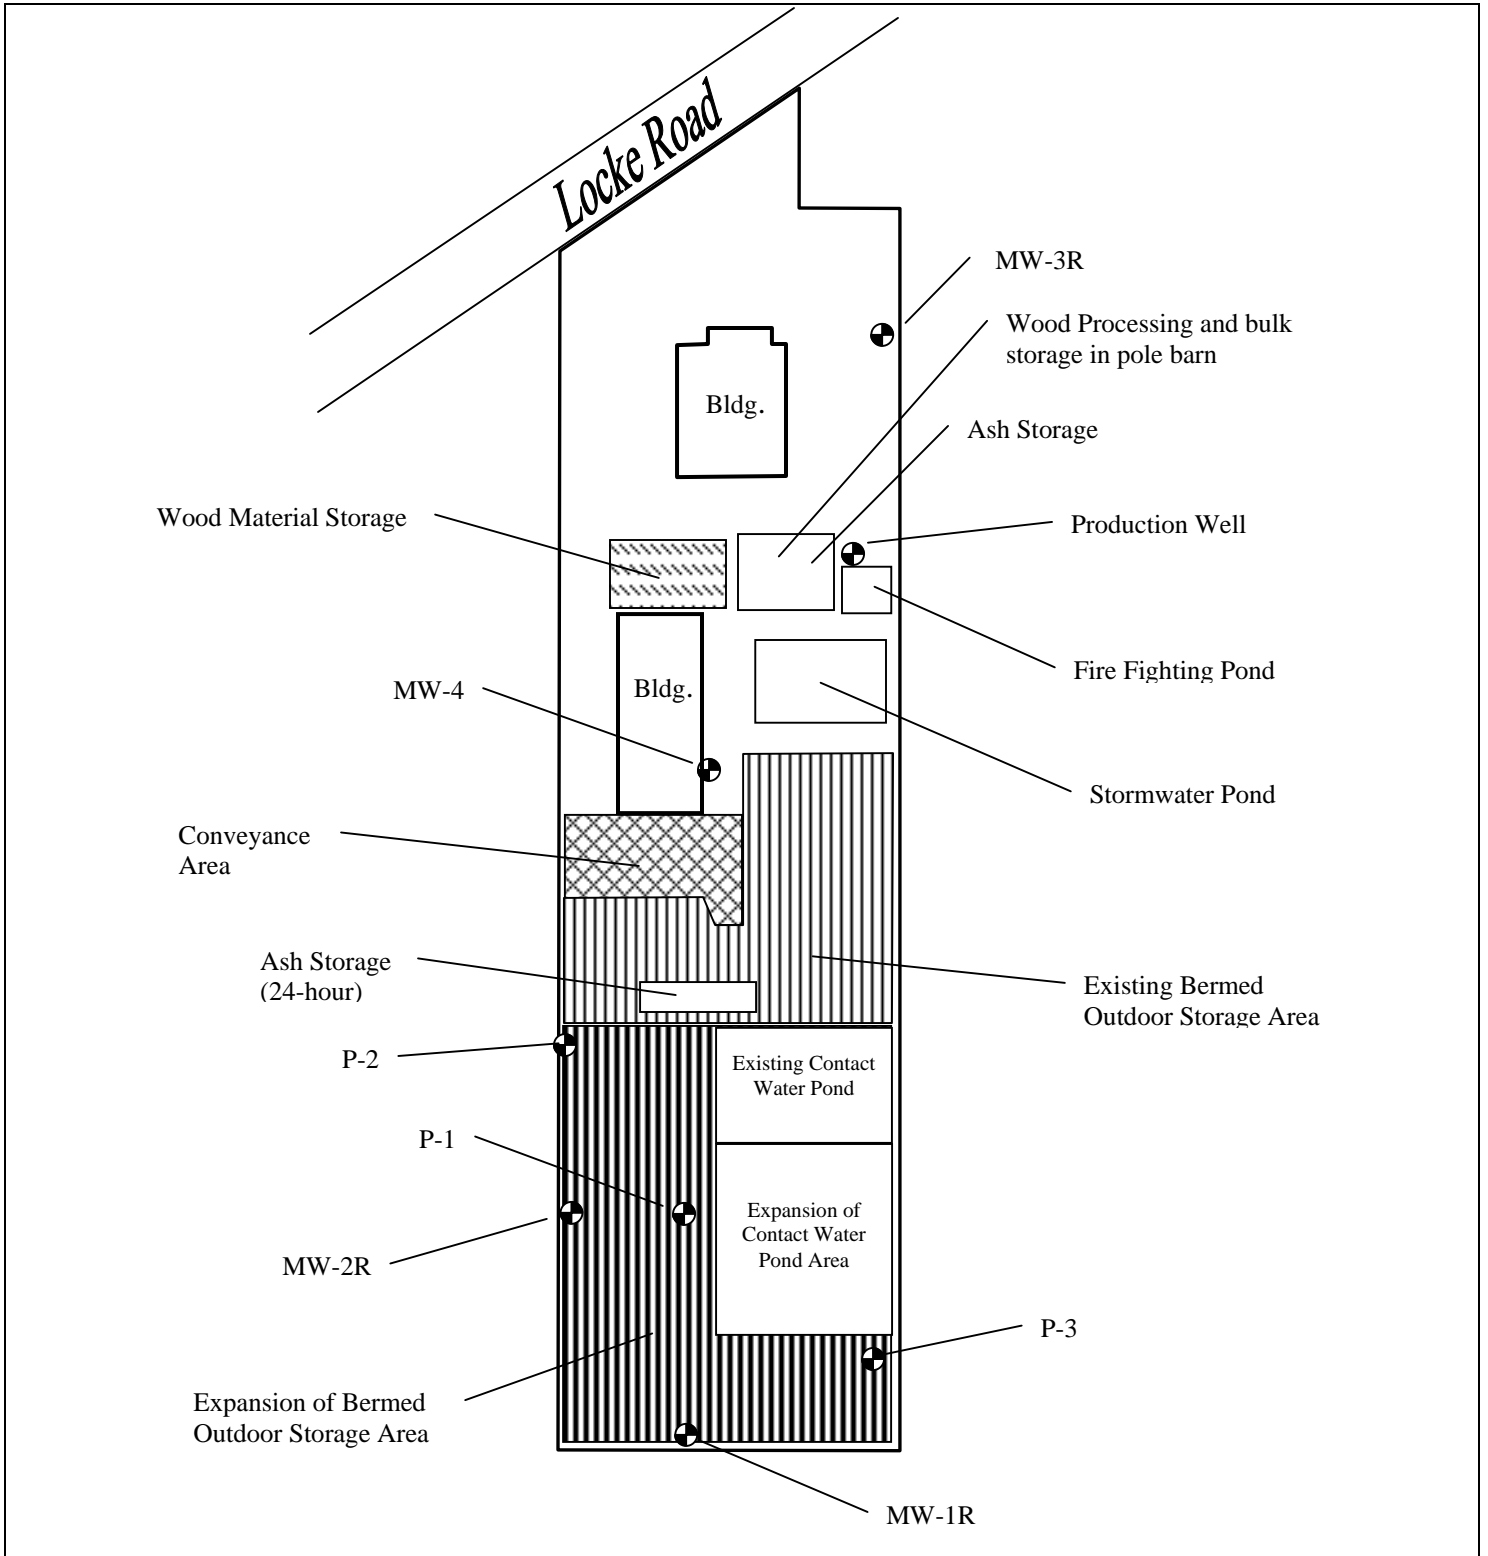 Locke Road
MW-3R
Wood Processing and bulk
storage in pole barn
Bldg.
Ash Storage
Wood Material Storage
Production Well
Fire Fighting Pond
MW-4
Bldg.
Stormwater Pond
Conveyance
Area
Ash Storage
(24-hour)
Existing Bermed
Outdoor Storage Area
P-2
Existing Contact
Water Pond
P-1
Expansion of
Contact Water
Pond Area
MW-2R
P-3
Expansion of Bermed
Outdoor Storage Area
MW-1R